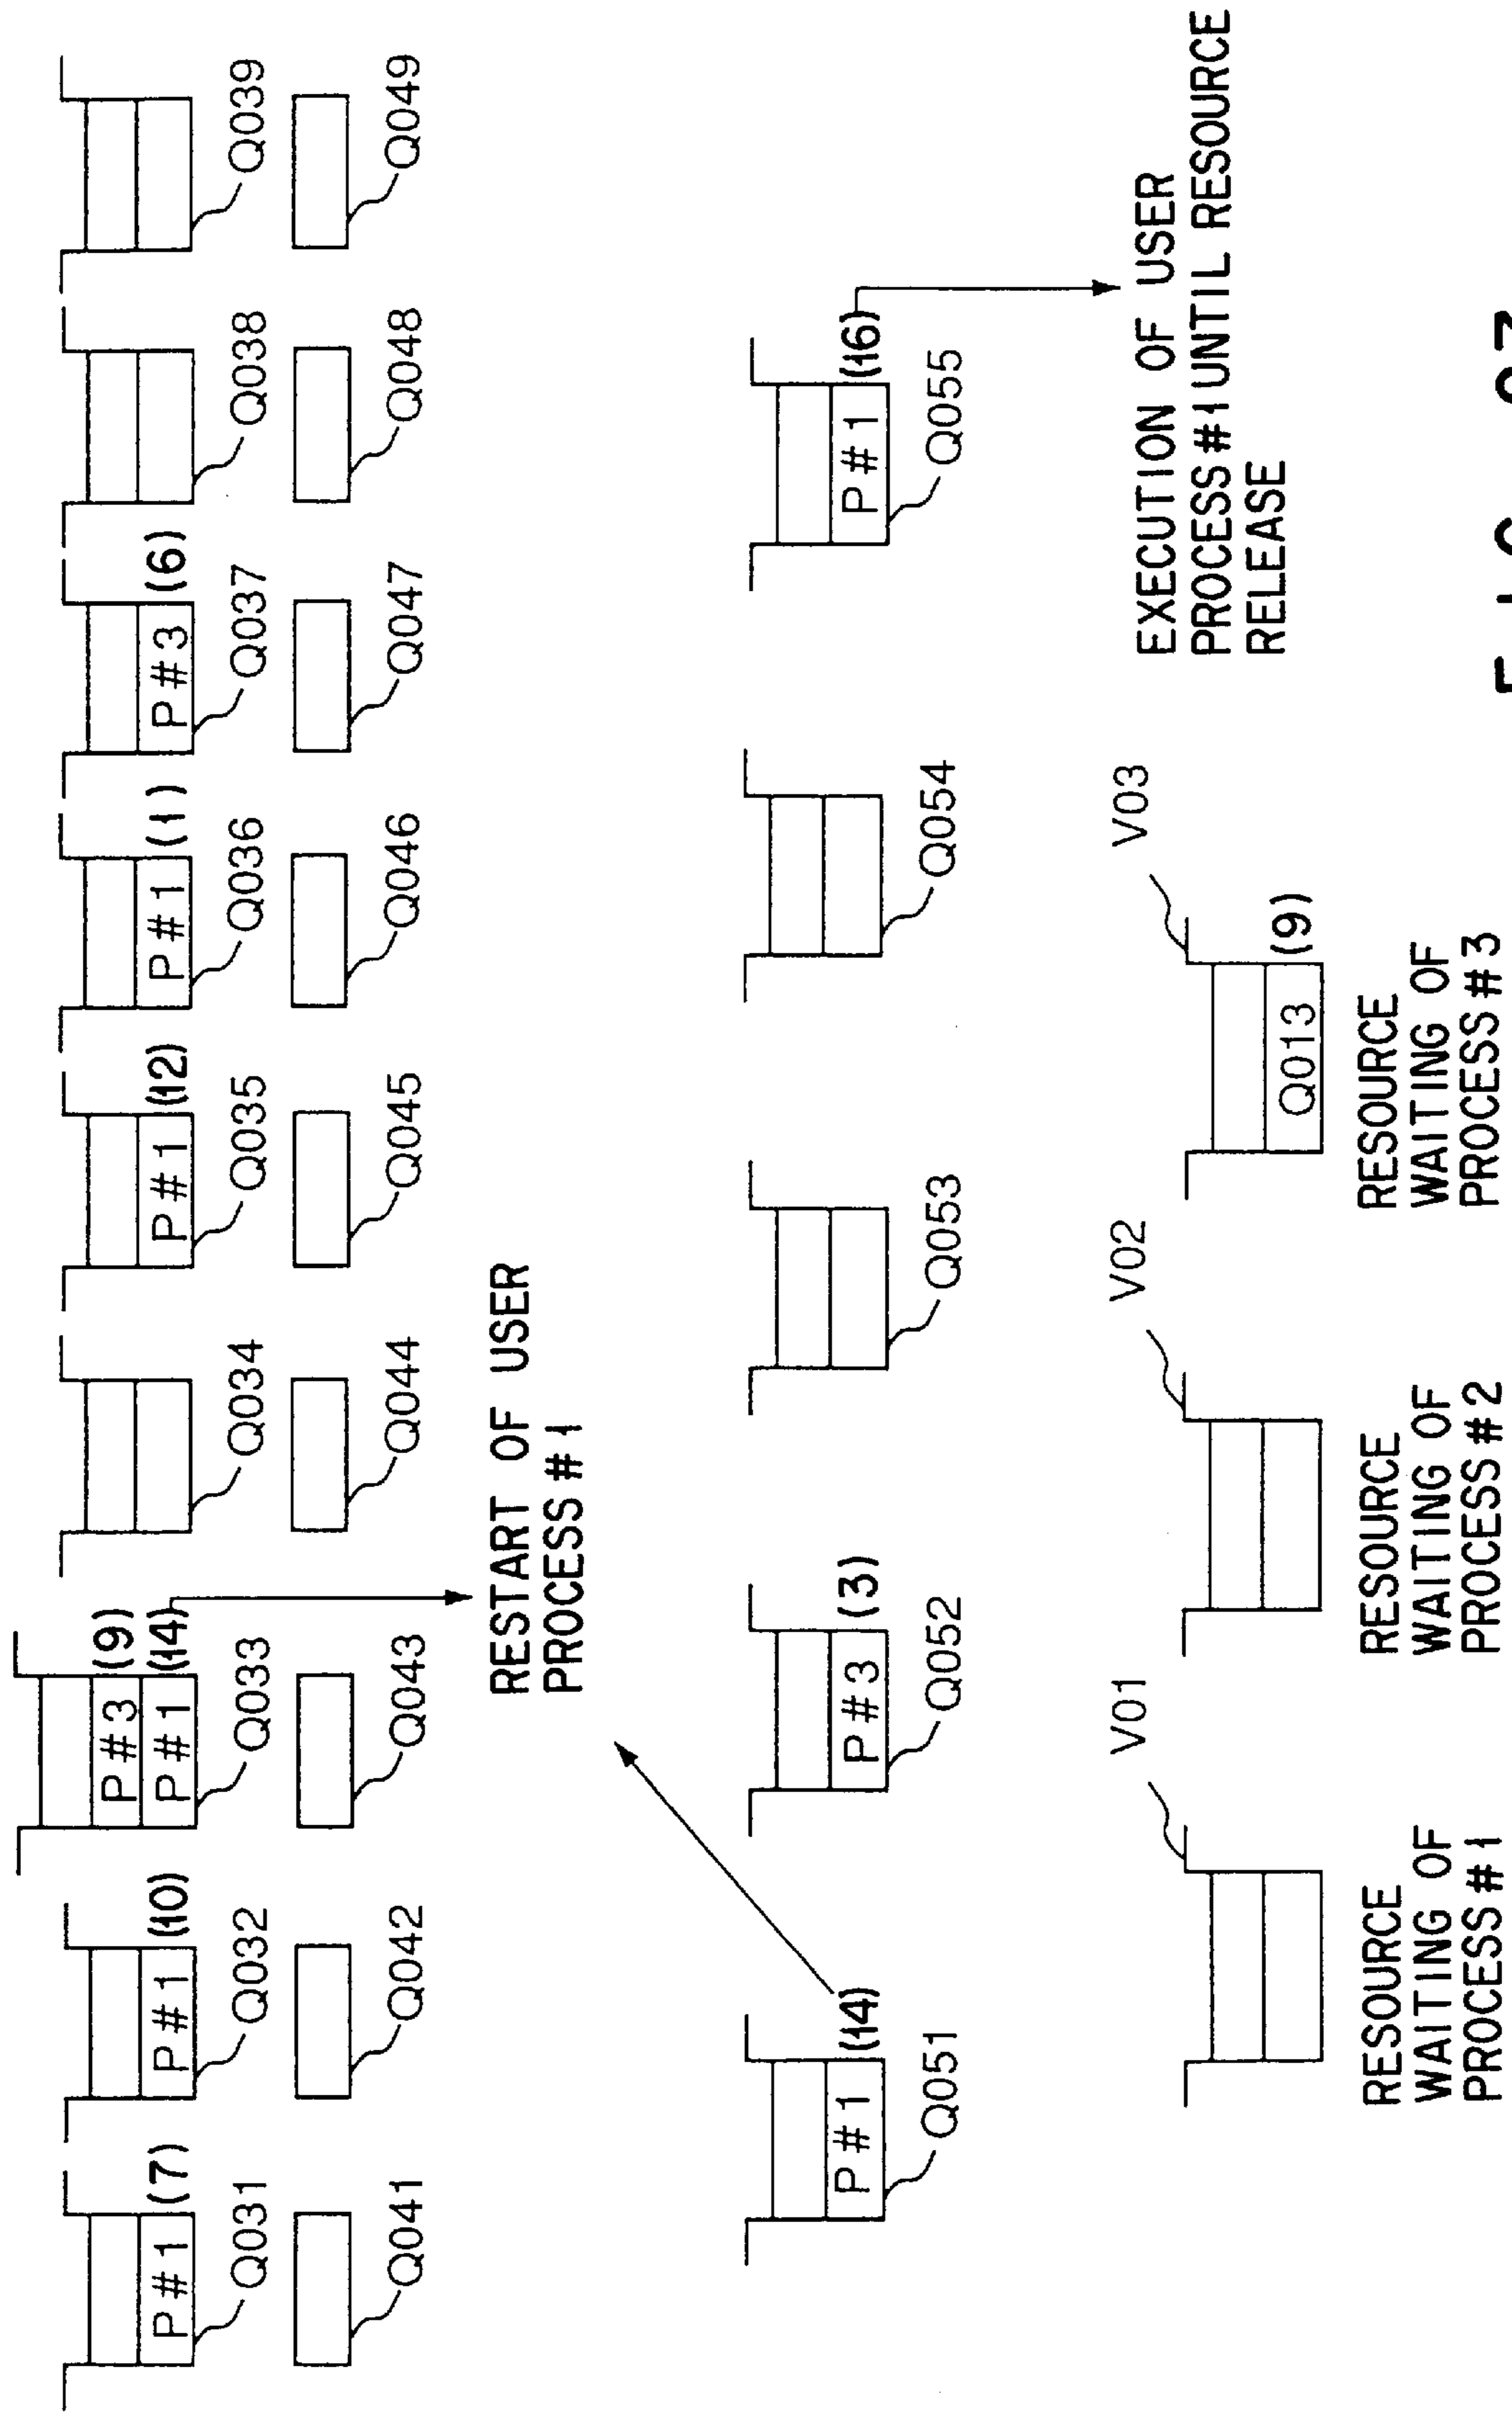 P#3 (9)
P#1 (7) P#1 (10) P#1 (14) P#1 (12) P#1 (1) P#3 (6)
Q031 Q032 Q033 Q034 Q035 Q036 Q037 Q038 Q039
Q041 Q042 Q043 Q044 Q045 Q046 Q047 Q048 Q049
RESTART OF USER
PROCESS #1
P#1 (14) P#3 (3) P#1 (16)
Q051 Q052 Q053 Q054 Q055
V01 V02 V03
EXECUTION OF USER
PROCESS #1 UNTIL RESOURCE
RELEASE
Q013 (9)
RESOURCE
WAITING OF
PROCESS #1
RESOURCE
WAITING OF
PROCESS #2
RESOURCE
WAITING OF
PROCESS #3